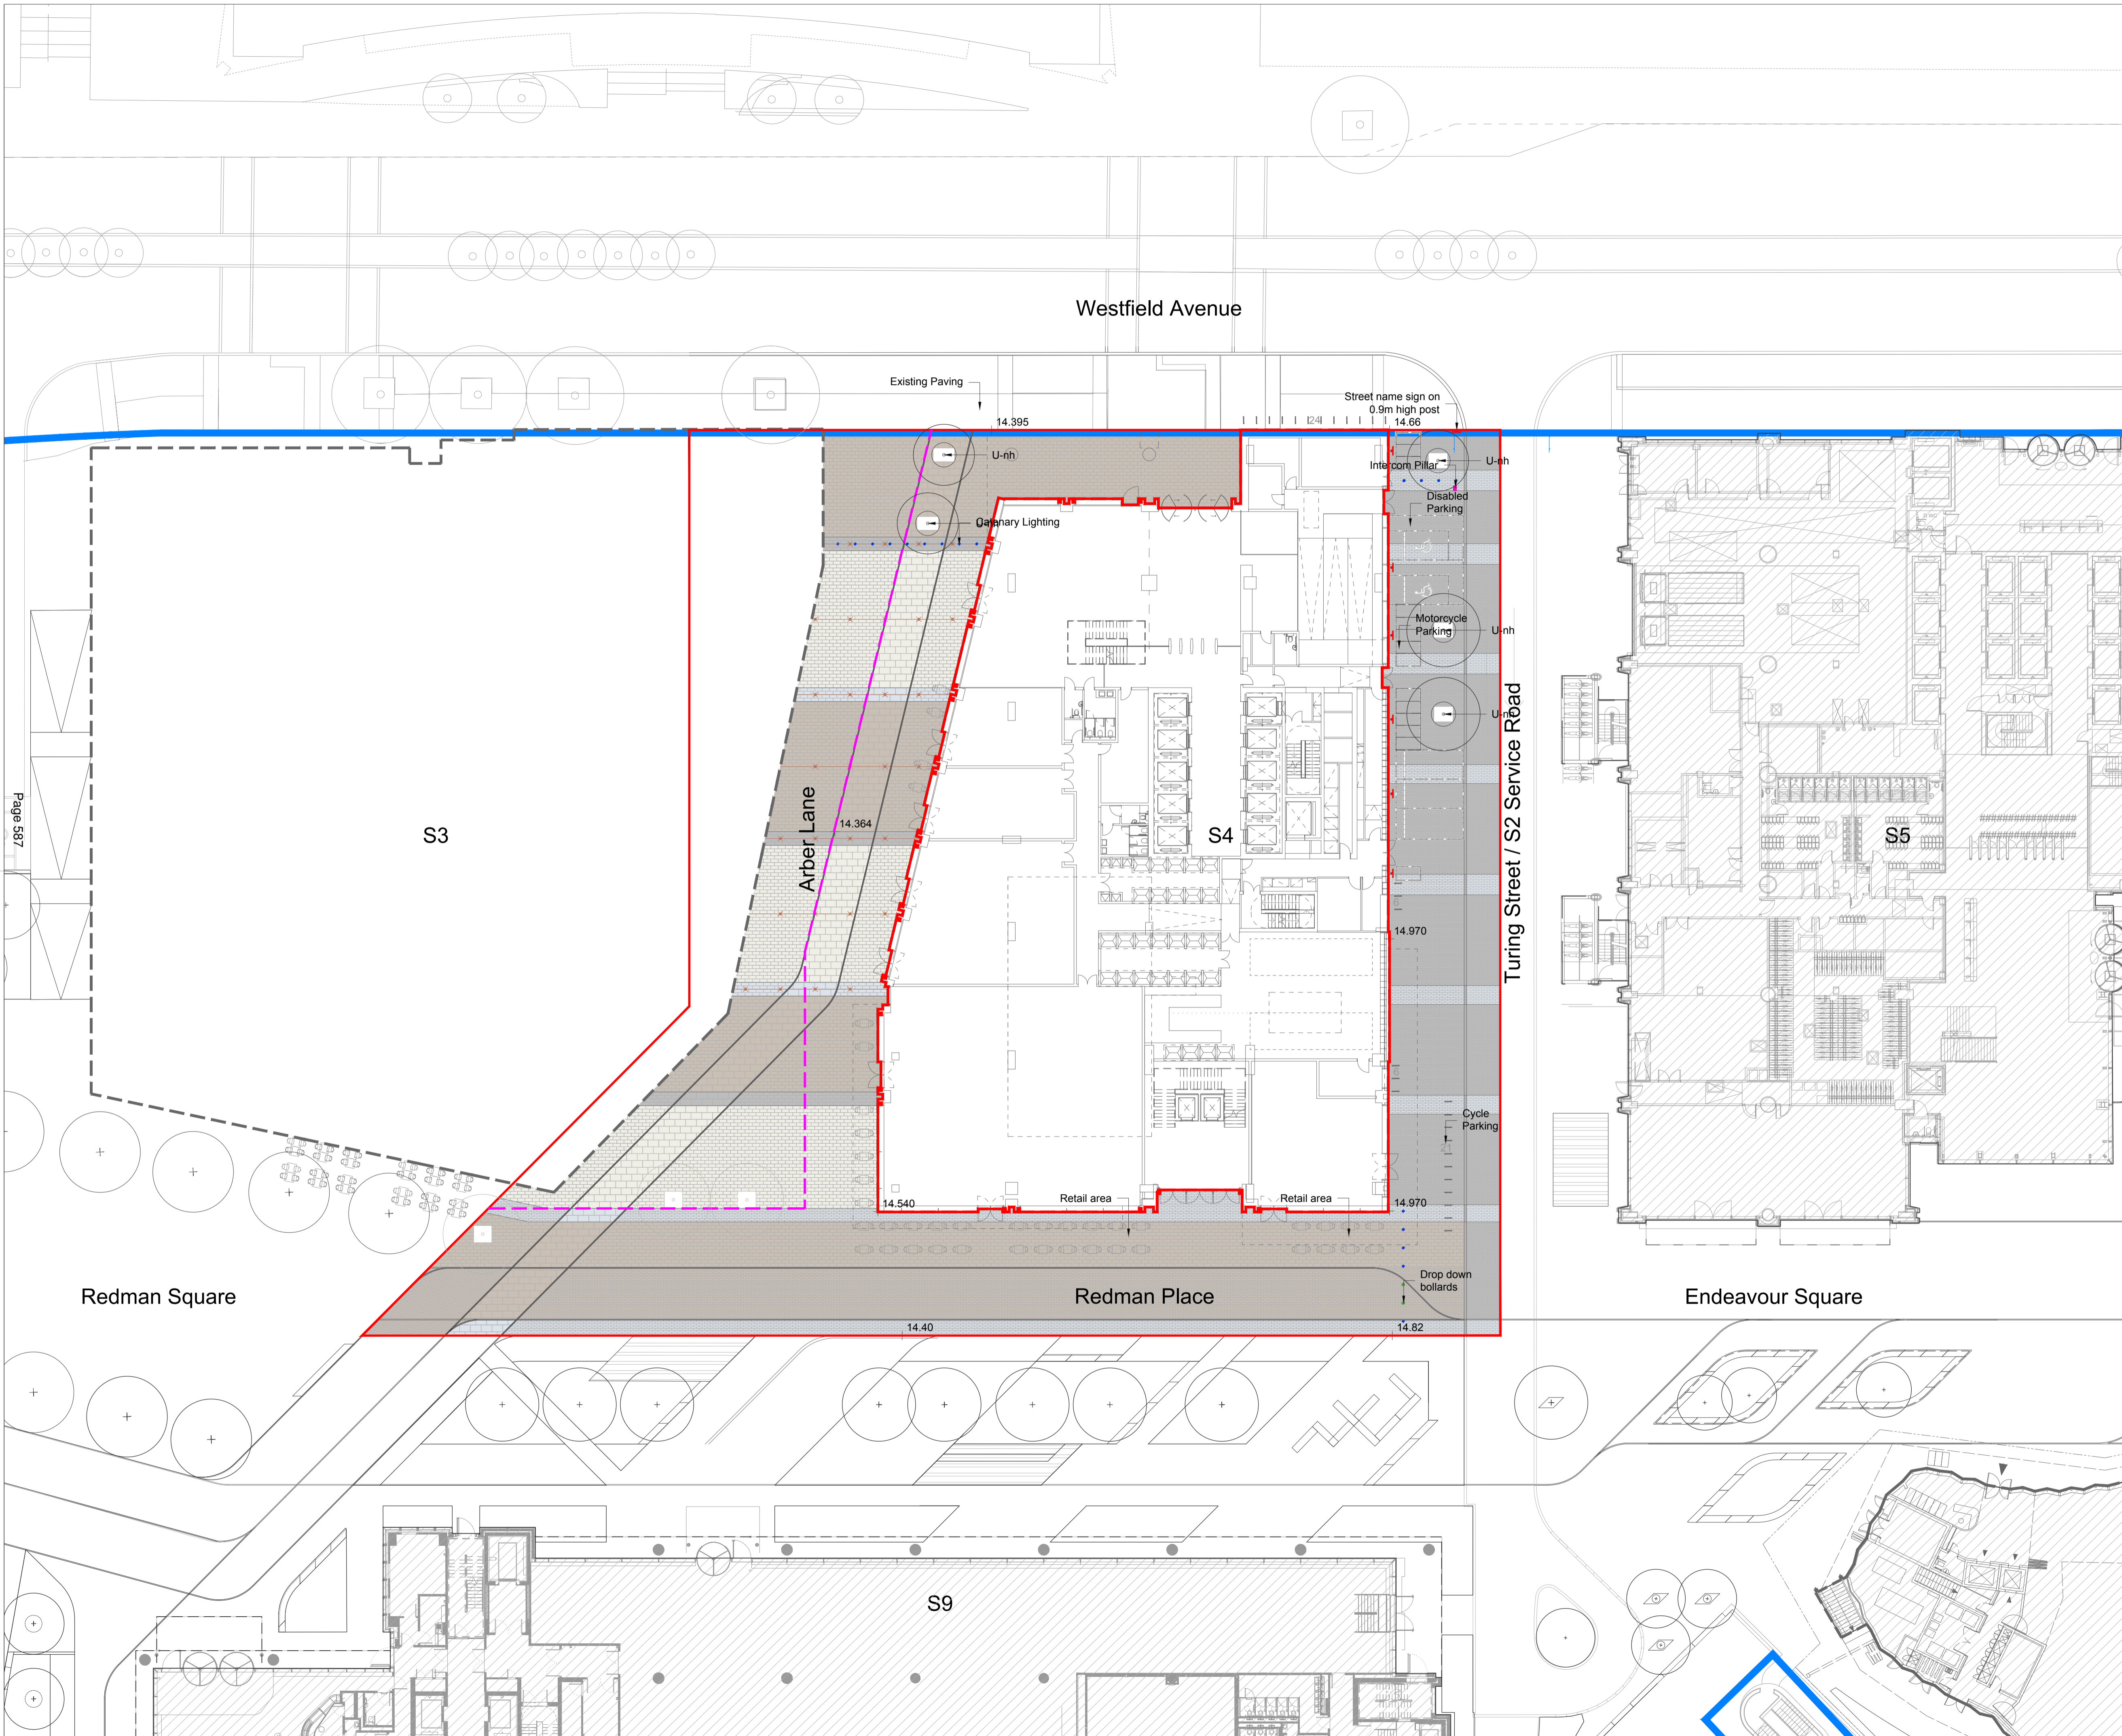 Westfield Avenue
Existing Paving
Street name sign on
0.9m high post
14.395
24
14.66
U-nh
Intercom Pillar
U-nh
Disabled
Parking
Catanary Lighting
Motorcycle
Parking
U-nh
U-nh
Page 587
S3
Arber Lane
14.364
S4
Turing Street / S2 Service Road
S5
14.970
Cycle
Parking
14.540
Retail area
Retail area
14.970
Drop down
bollards
Redman Square
Redman Place
Endeavour Square
14.40
14.82
S9